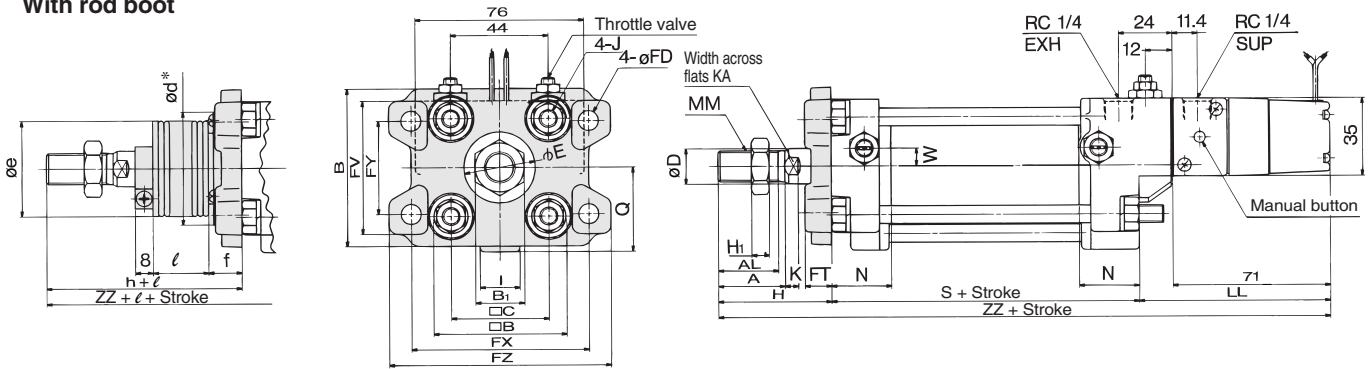 With rod boot
ød*
øe
8
ℓ
f
h + ℓ
ZZ + ℓ + Stroke
76
44
Throttle valve
4-J
4-øFD
B
FV
FY
øE
Q
I
B1
□C
□B
FX
FZ
Width across
flats KA
MM
øD
H1
AL
A
K
FT
N
H
W
S + Stroke
ZZ + Stroke
N
RC 1/4
EXH
24
12
11.4
RC 1/4
SUP
35
Manual button
71
LL